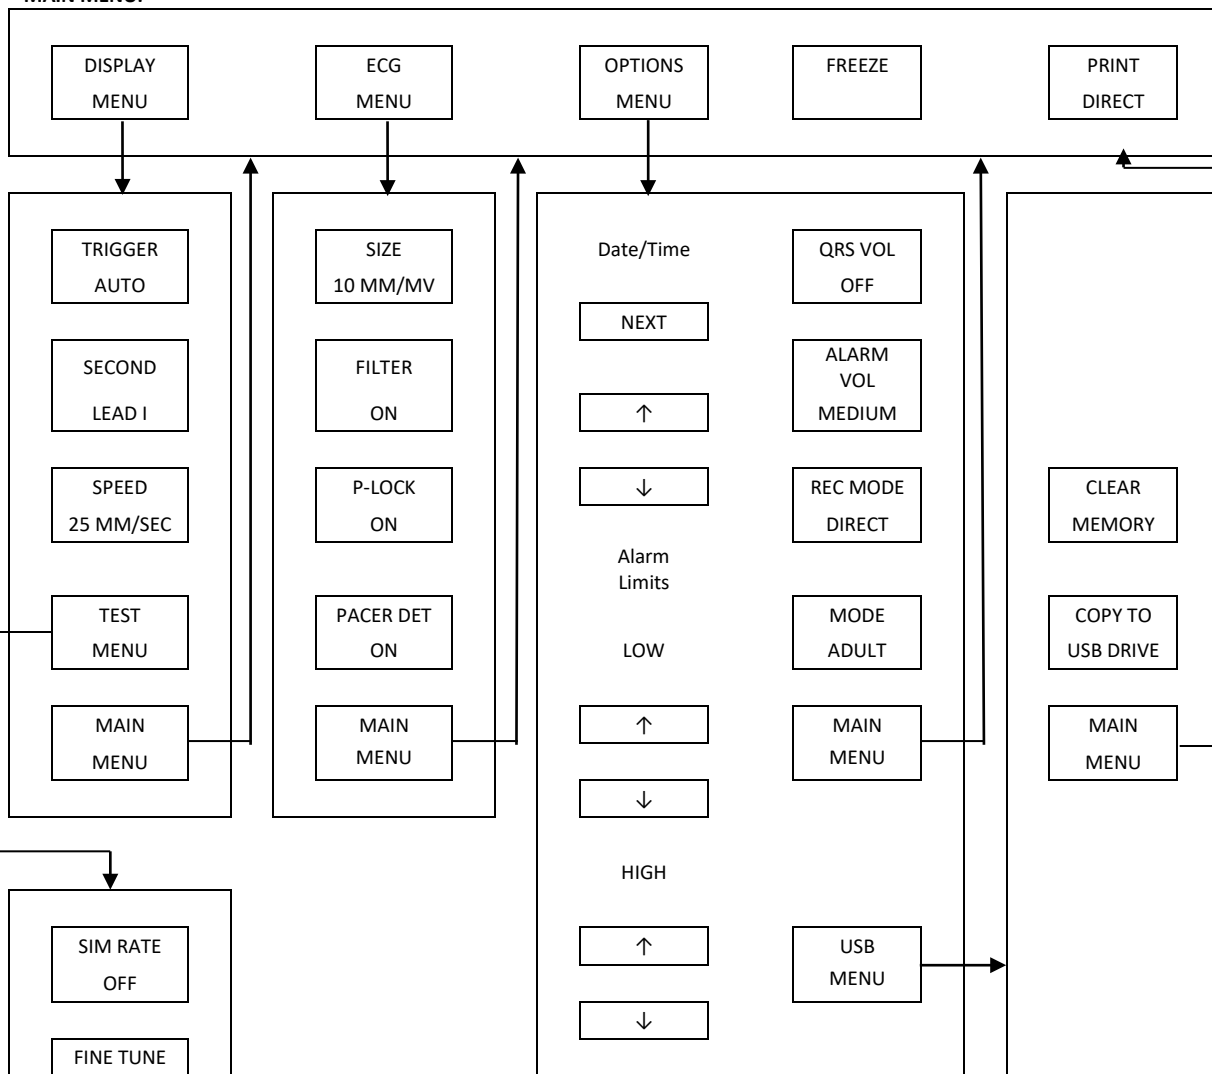 MAIN MENU:
DISPLAY
MENU
ECG
MENU
OPTIONS
MENU
FREEZE
PRINT
DIRECT
TRIGGER
AUTO
SECOND
LEAD I
SPEED
25 MM/SEC
TEST
MENU
MAIN
MENU
SIZE
10 MM/MV
FILTER
ON
P-LOCK
ON
PACER DET
ON
MAIN
MENU
Date/Time
NEXT
↑
↓
Alarm
Limits
LOW
↑
↓
HIGH
↑
↓
QRS VOL
OFF
ALARM
VOL
MEDIUM
REC MODE
DIRECT
MODE
ADULT
MAIN
MENU
USB
MENU
CLEAR
MEMORY
COPY TO
USB DRIVE
MAIN
MENU
SIM RATE
OFF
FINE TUNE